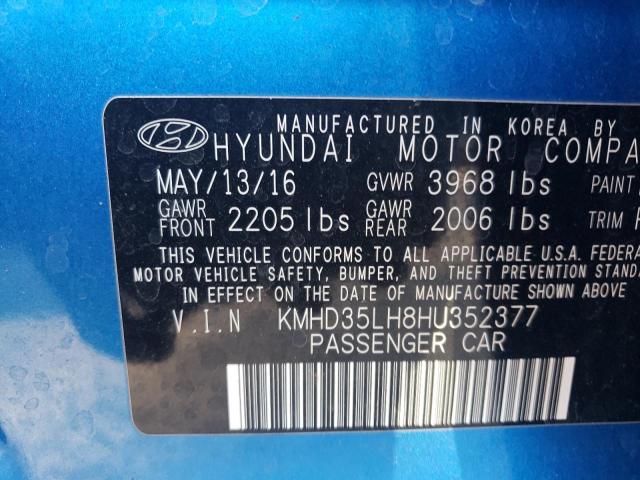 MANUFACTURED IN KOREA BY
HYUNDAI MOTOR COMPA
MAY/13/16 GVWR 3968 lbs PAINT
GAWR FRONT 2205 lbs GAWR REAR 2006 lbs TRIM
THIS VEHICLE CONFORMS TO ALL APPLICABLE U.S.A. FEDERA
MOTOR VEHICLE SAFETY, BUMPER, AND THEFT PREVENTION STAND
IN EFFECT ON THE DATE OF MANUFACTURE SHOWN ABOVE
V.I.N KMHD35LH8HU352377
PASSENGER CAR